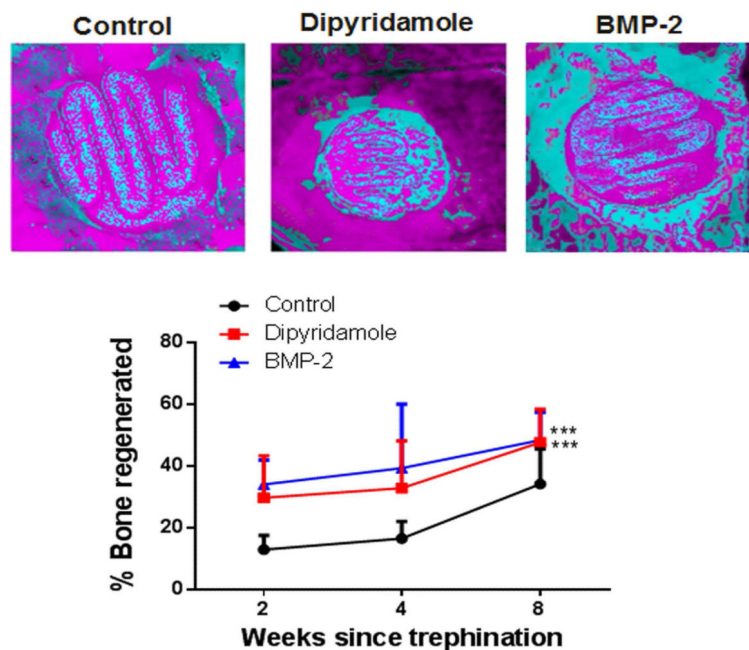 Control Dipyridamole BMP-2
Control
Dipyridamole
BMP-2
80
60
40
20
0
% Bone regenerated
***
***
2 4 8
Weeks since trephination